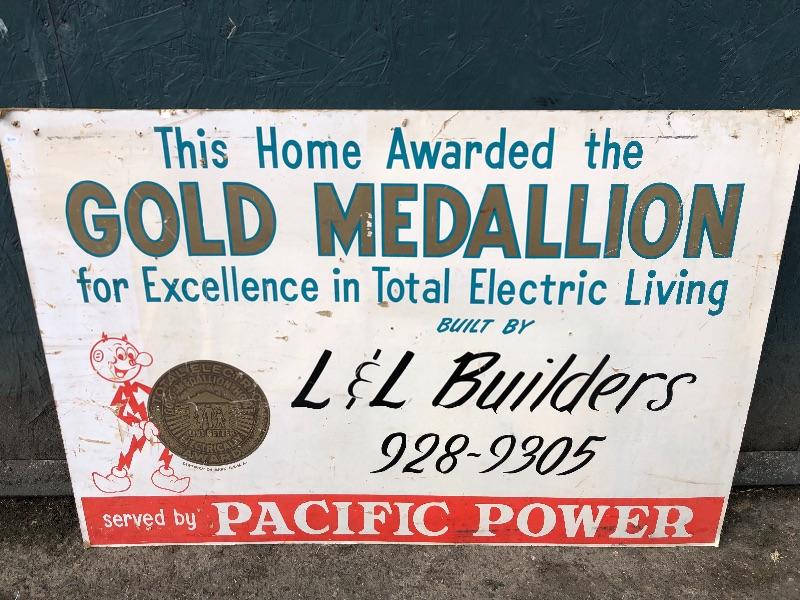 This Home Awarded the
GOLD MEDALLION
for Excellence in Total Electric Living
BUILT BY
L & L Builders
928-9305
served by PACIFIC POWER